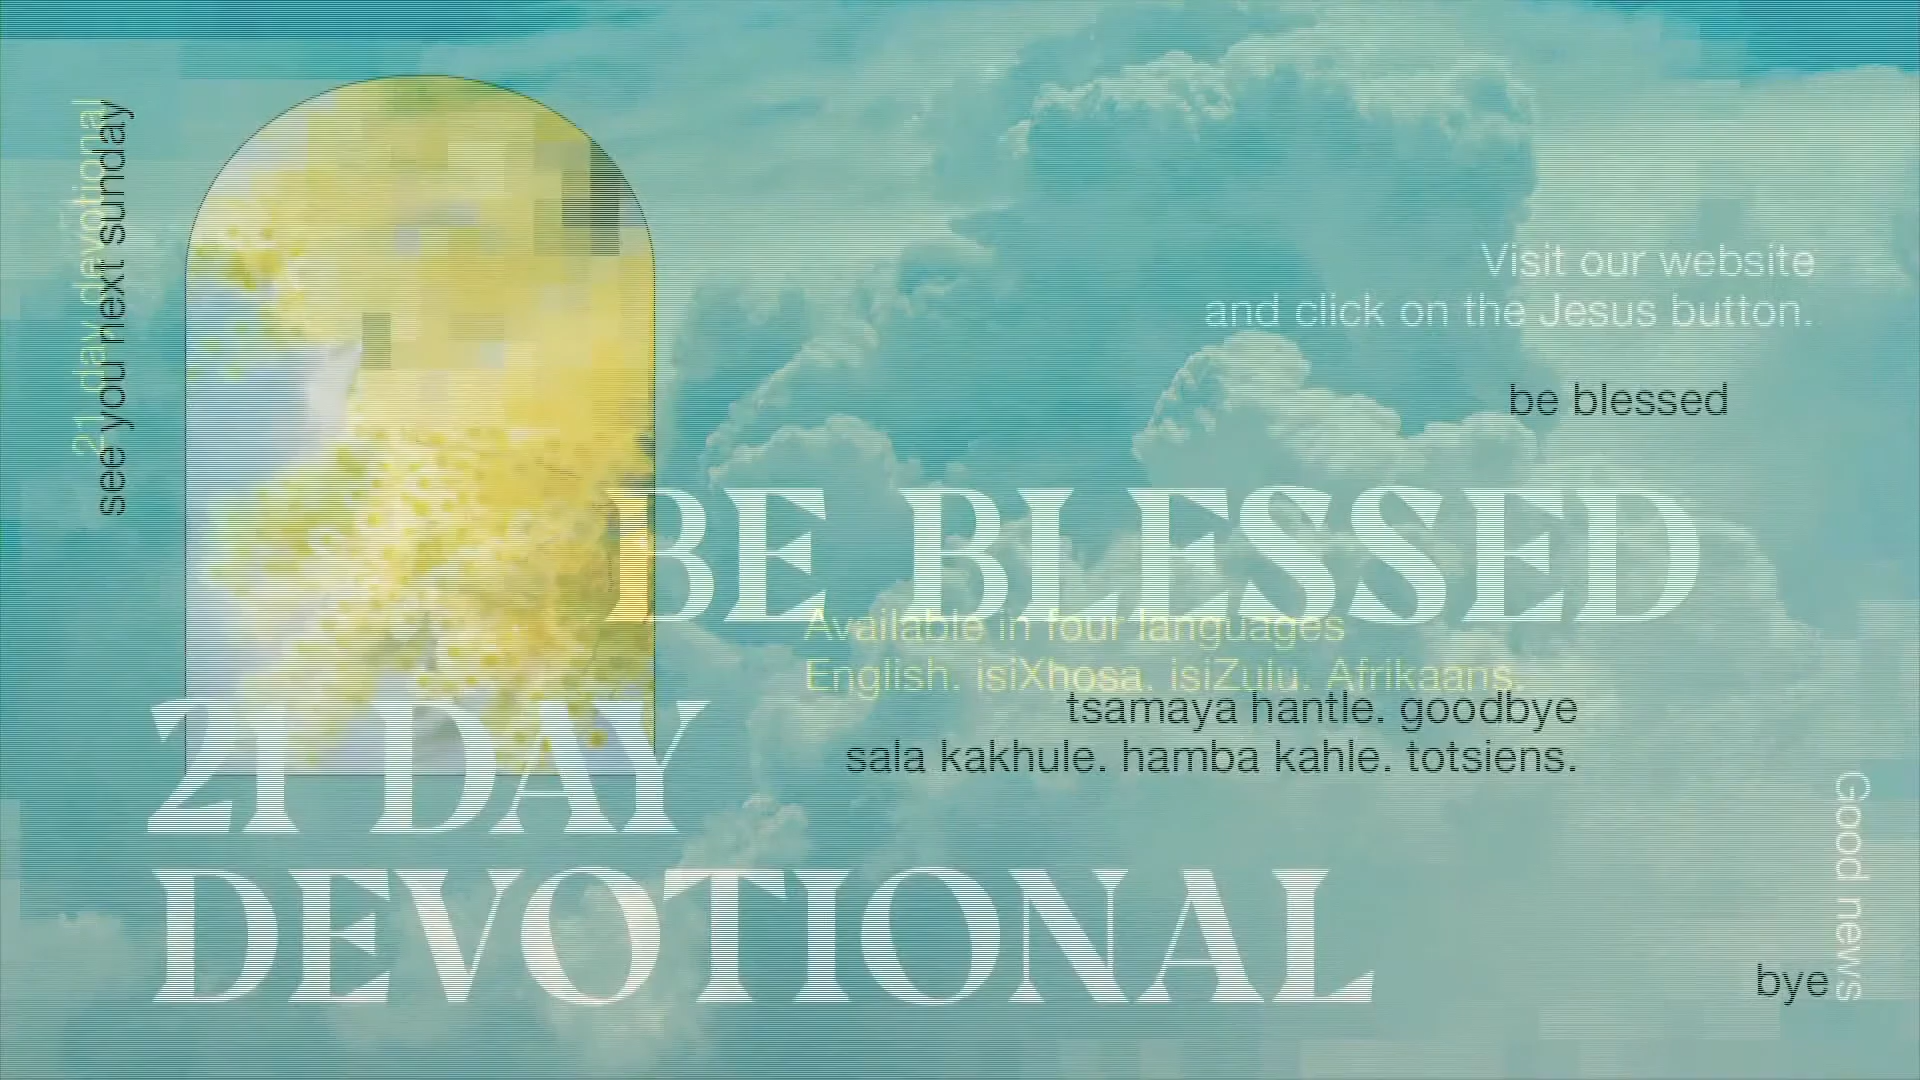 21 day devotional
see you next sunday
Visit our website
and click on the Jesus button.
be blessed
BE BLESSED
Available in four languages
English. isiXhosa. isiZulu. Afrikaans.
tsamaya hantle. goodbye
sala kakhule. hamba kahle. totsiens.
21 DAY
DEVOTIONAL
Good news
bye